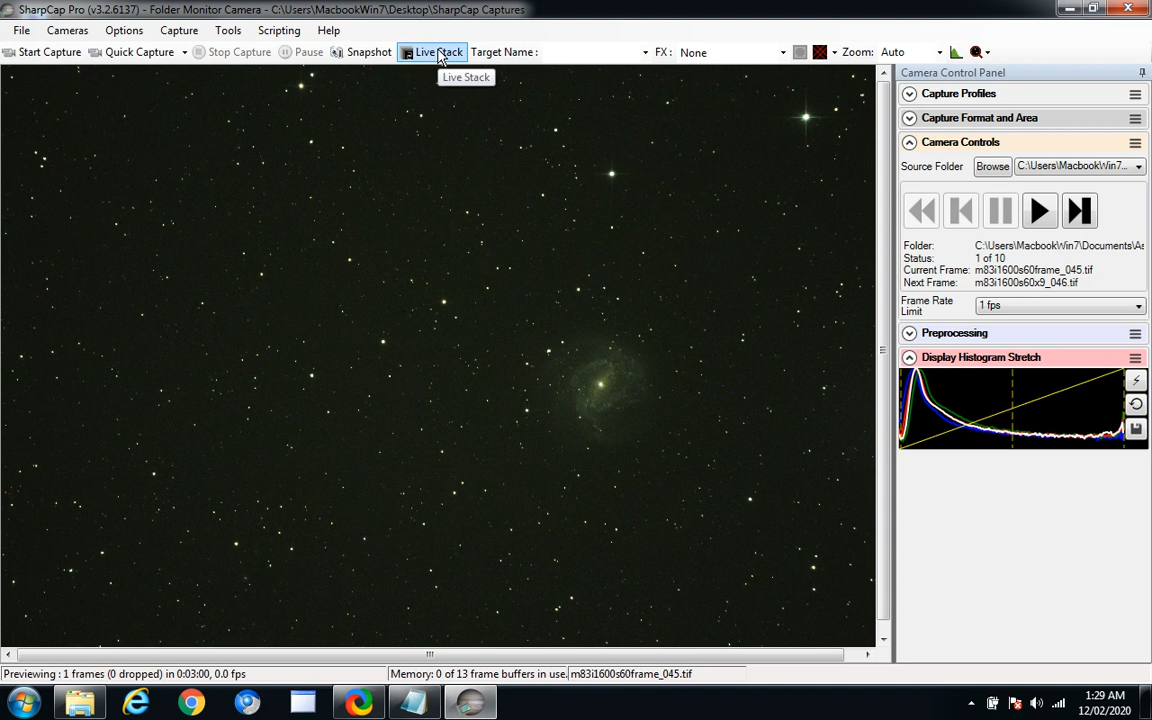 SharpCap Pro (v3.2.6137) - Folder Monitor Camera - C:\Users\MacbookWin7\Desktop\SharpCap Captures
File Cameras Options Capture Tools Scripting Help
Start Capture Quick Capture Stop Capture Pause Snapshot Live Stack Target Name : FX : None Zoom: Auto
Live Stack
Camera Control Panel
Capture Profiles
Capture Format and Area
Camera Controls
Source Folder Browse C:\Users\MacbookWin7...
Folder: C:\Users\MacbookWin7\Documents\As
Status: 1 of 10
Current Frame: m83i1600s60frame_045.tif
Next Frame: m83i1600s60x9_046.tif
Frame Rate Limit 1 fps
Preprocessing
Display Histogram Stretch
Previewing : 1 frames (0 dropped) in 0:03:00, 0.0 fps
Memory: 0 of 13 frame buffers in use.
m83i1600s60frame_045.tif
1:29 AM
12/02/2020